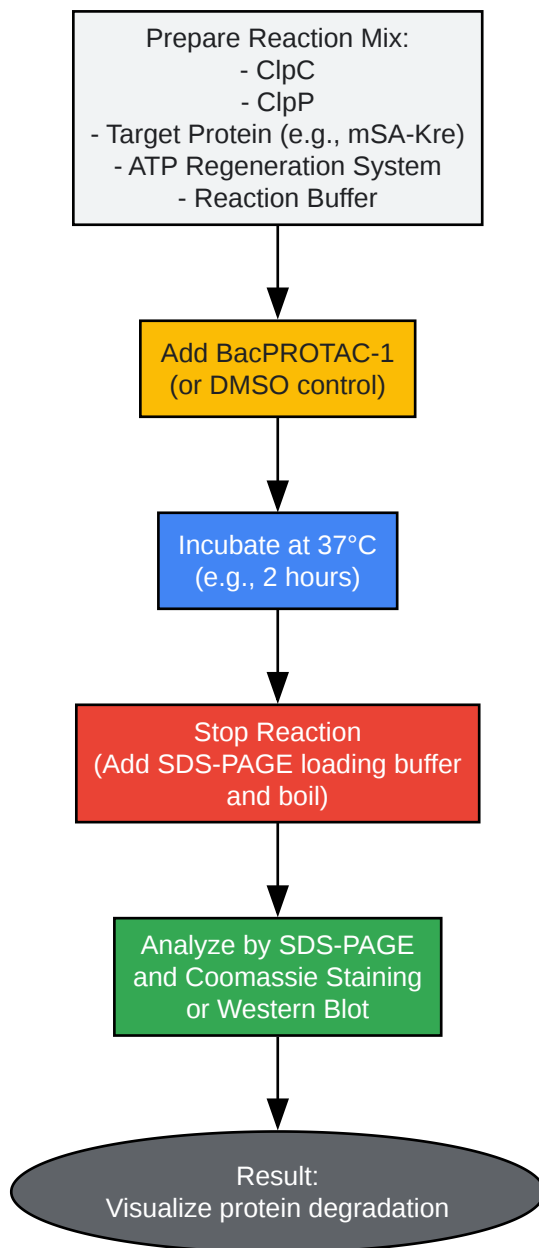 Prepare Reaction Mix:
- ClpC
- ClpP
- Target Protein (e.g., mSA-Kre)
- ATP Regeneration System
- Reaction Buffer
Add BacPROTAC-1
(or DMSO control)
Incubate at 37°C
(e.g., 2 hours)
Stop Reaction
(Add SDS-PAGE loading buffer
and boil)
Analyze by SDS-PAGE
and Coomassie Staining
or Western Blot
Result:
Visualize protein degradation